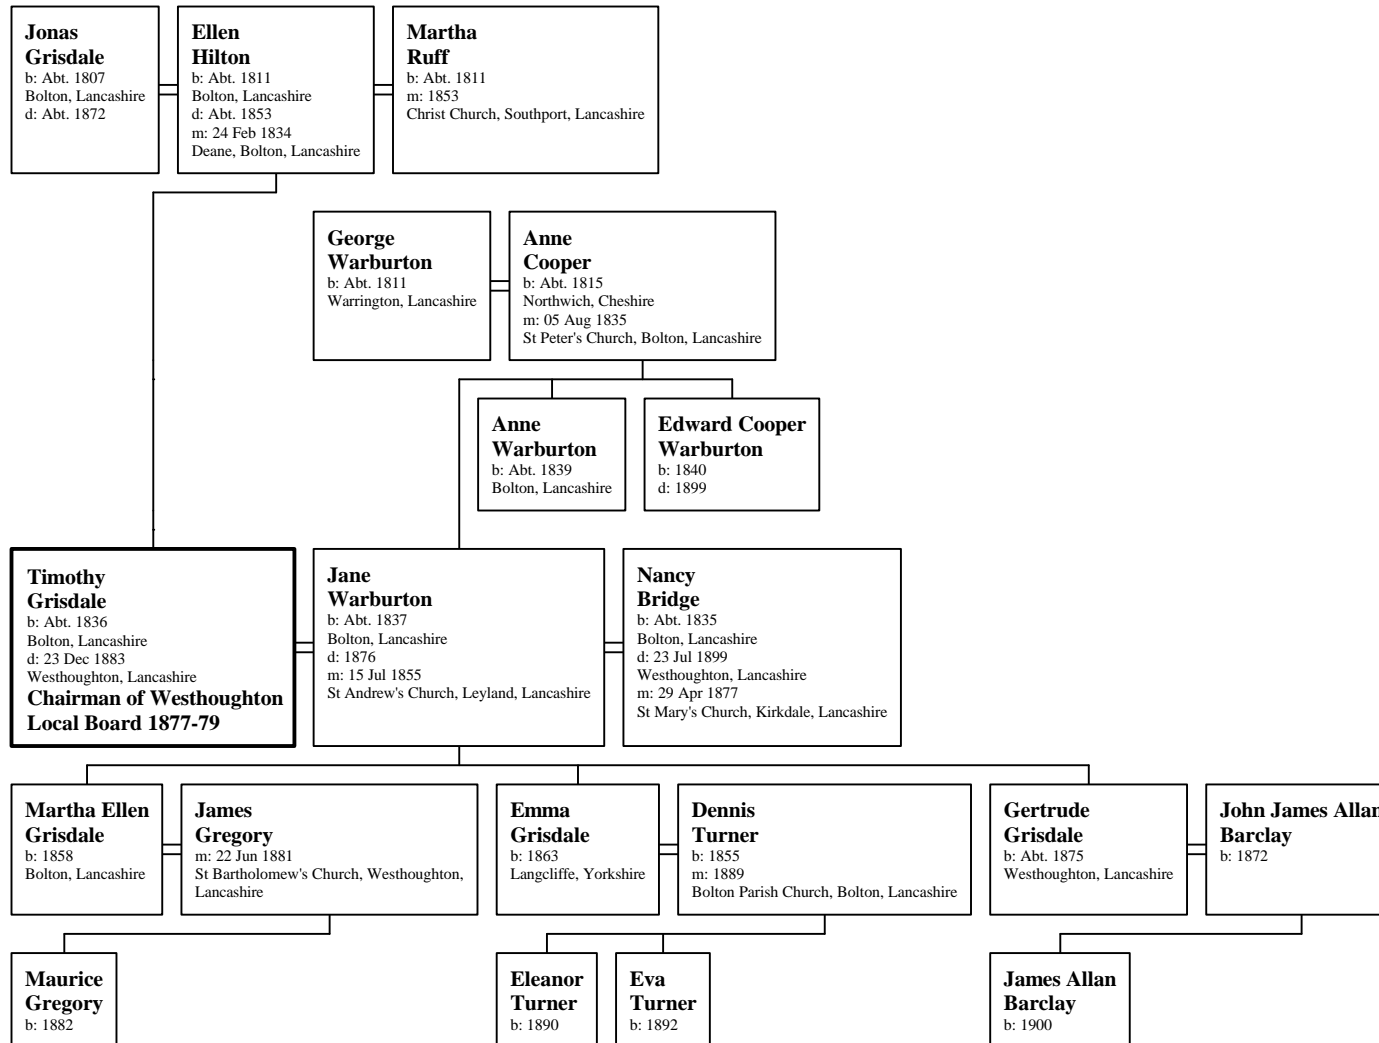 Jonas
Grisdale
b: Abt. 1807
Bolton, Lancashire
d: Abt. 1872
Ellen
Hilton
b: Abt. 1811
Bolton, Lancashire
d: Abt. 1853
m: 24 Feb 1834
Deane, Bolton, Lancashire
Martha
Ruff
b: Abt. 1811
m: 1853
Christ Church, Southport, Lancashire
George
Warburton
b: Abt. 1811
Warrington, Lancashire
Anne
Cooper
b: Abt. 1815
Northwich, Cheshire
m: 05 Aug 1835
St Peter's Church, Bolton, Lancashire
Anne
Warburton
b: Abt. 1839
Bolton, Lancashire
Edward Cooper
Warburton
b: 1840
d: 1899
Timothy
Grisdale
b: Abt. 1836
Bolton, Lancashire
d: 23 Dec 1883
Westhoughton, Lancashire
Chairman of Westhoughton
Local Board 1877-79
Jane
Warburton
b: Abt. 1837
Bolton, Lancashire
d: 1876
m: 15 Jul 1855
St Andrew's Church, Leyland, Lancashire
Nancy
Bridge
b: Abt. 1835
Bolton, Lancashire
d: 23 Jul 1899
Westhoughton, Lancashire
m: 29 Apr 1877
St Mary's Church, Kirkdale, Lancashire
Martha Ellen
Grisdale
b: 1858
Bolton, Lancashire
James
Gregory
m: 22 Jun 1881
St Bartholomew's Church, Westhoughton,
Lancashire
Emma
Grisdale
b: 1863
Langcliffe, Yorkshire
Dennis
Turner
b: 1855
m: 1889
Bolton Parish Church, Bolton, Lancashire
Gertrude
Grisdale
b: Abt. 1875
Westhoughton, Lancashire
John James Allan
Barclay
b: 1872
Maurice
Gregory
b: 1882
Eleanor
Turner
b: 1890
Eva
Turner
b: 1892
James Allan
Barclay
b: 1900